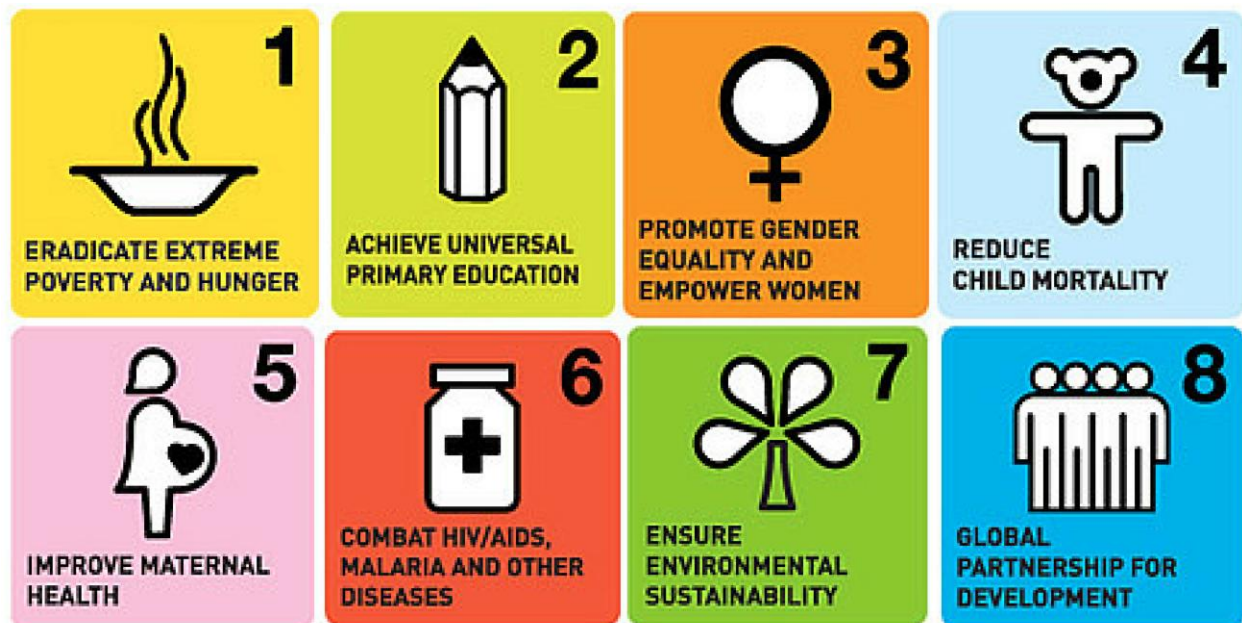 1
ERADICATE EXTREME
POVERTY AND HUNGER
2
ACHIEVE UNIVERSAL
PRIMARY EDUCATION
3
PROMOTE GENDER
EQUALITY AND
EMPOWER WOMEN
4
REDUCE
CHILD MORTALITY
5
IMPROVE MATERNAL
HEALTH
6
COMBAT HIV/AIDS,
MALARIA AND OTHER
DISEASES
7
ENSURE
ENVIRONMENTAL
SUSTAINABILITY
8
GLOBAL
PARTNERSHIP FOR
DEVELOPMENT